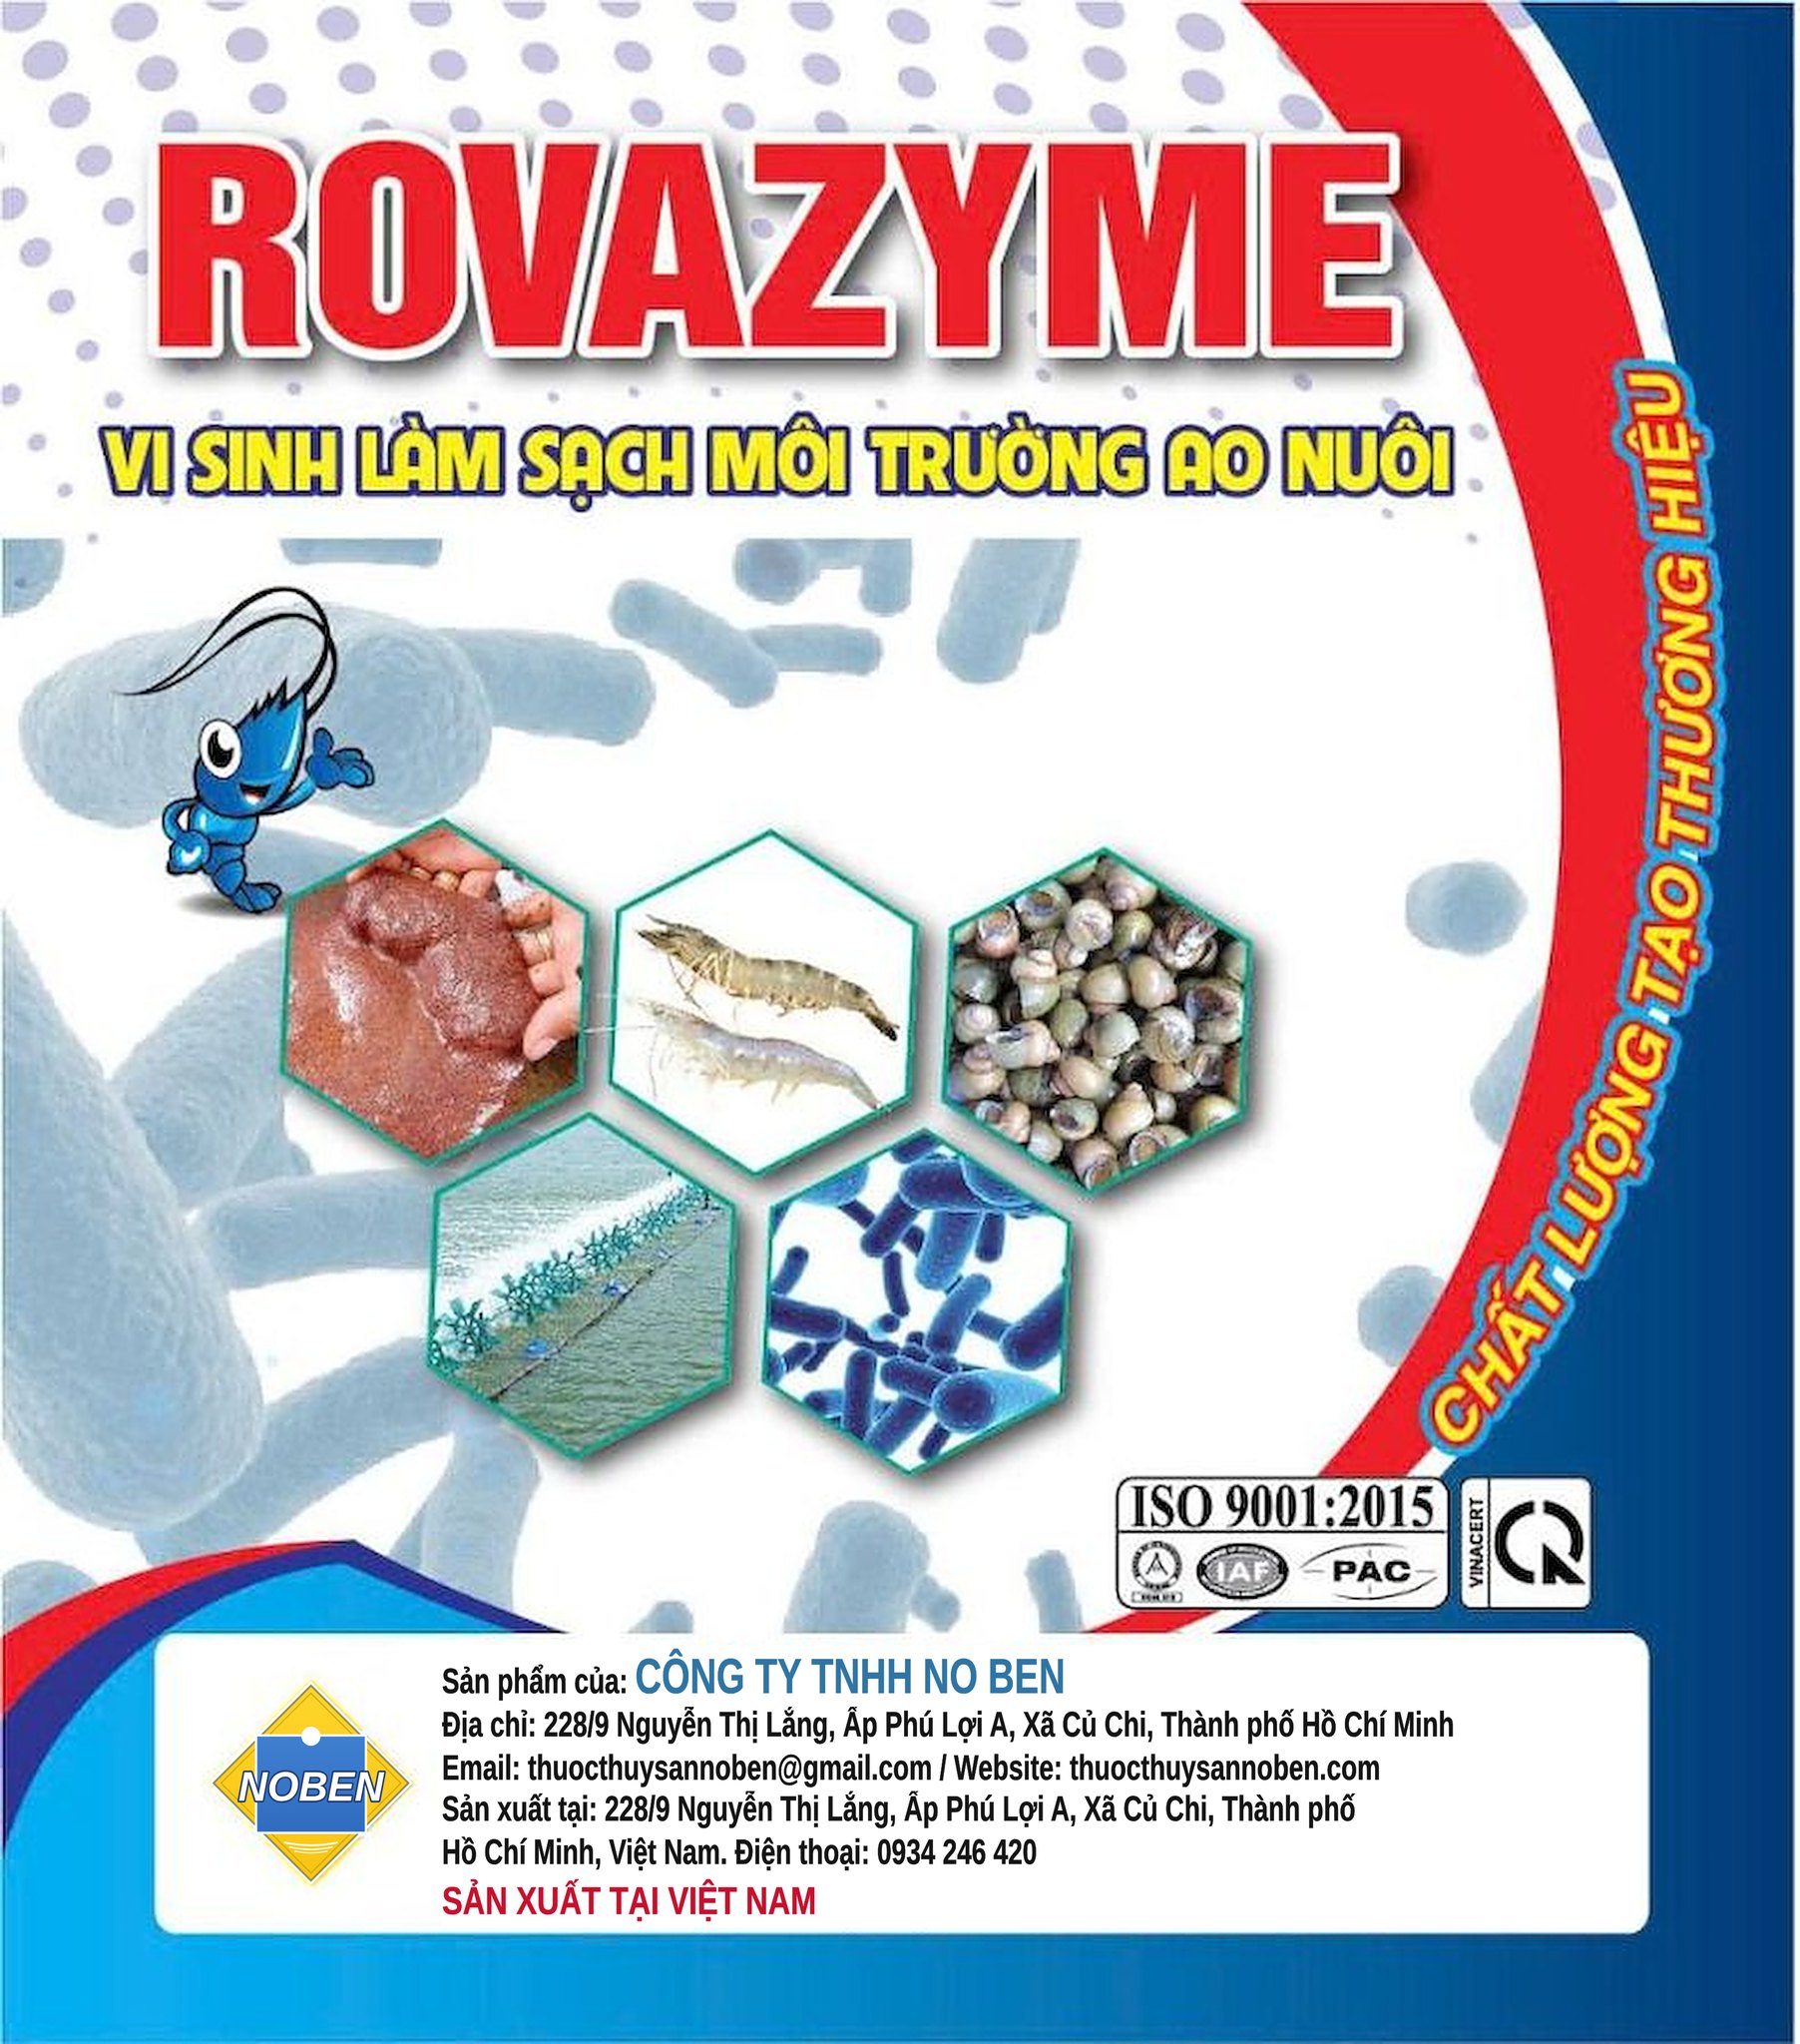 ROVAZYME
VI SINH LÀM SẠCH MÔI TRƯỜNG AO NUÔI
CHẤT LƯỢNG TẠO THƯƠNG HIỆU
ISO 9001:2015
IAF
PAC
VINACERT
NOBEN
Sản phẩm của: CÔNG TY TNHH NO BEN
Địa chỉ: 228/9 Nguyễn Thị Lắng, Ấp Phú Lợi A, Xã Củ Chi, Thành phố Hồ Chí Minh
Email: thuocthuysannoben@gmail.com / Website: thuocthuysannoben.com
Sản xuất tại: 228/9 Nguyễn Thị Lắng, Ấp Phú Lợi A, Xã Củ Chi, Thành phố
Hồ Chí Minh, Việt Nam. Điện thoại: 0934 246 420
SẢN XUẤT TẠI VIỆT NAM